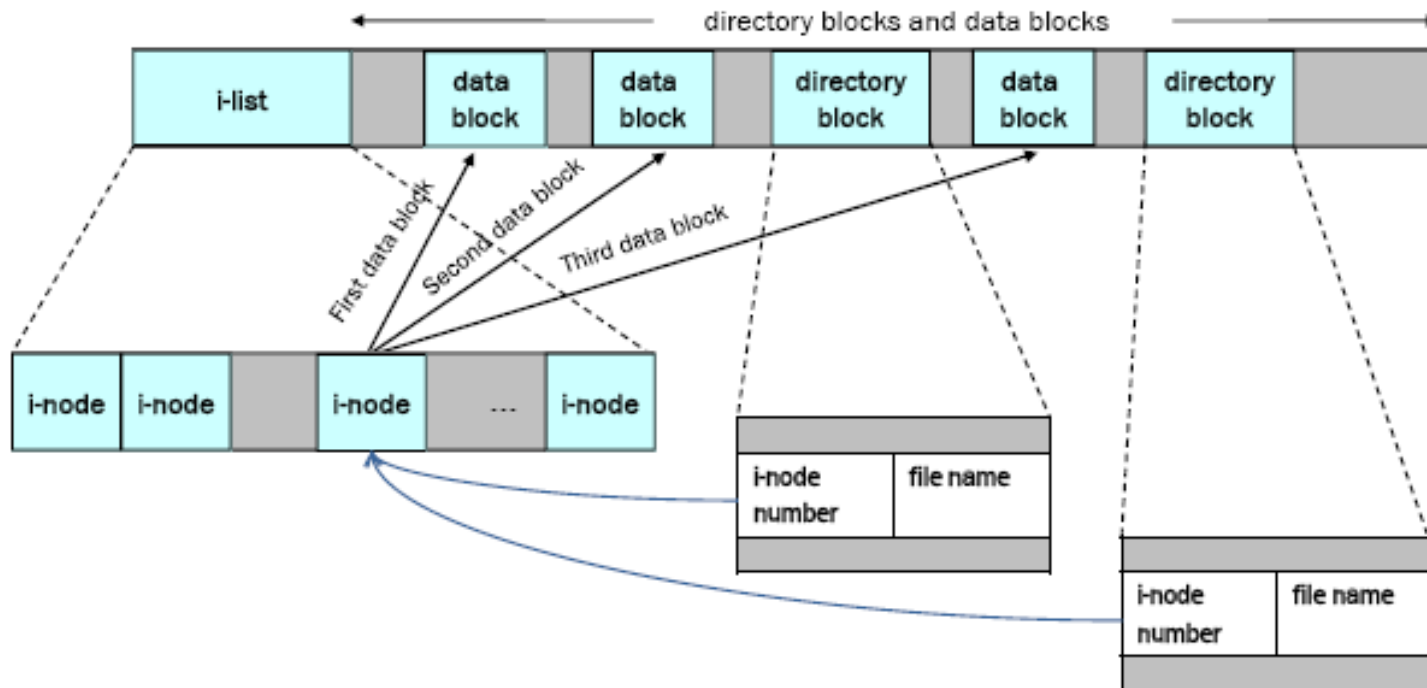 directory blocks and data blocks
i-list
data
block
data
block
directory
block
data
block
directory
block
First data block
Second data block
Third data block
i-node
i-node
i-node
...
i-node
i-node
number
file name
i-node
number
file name